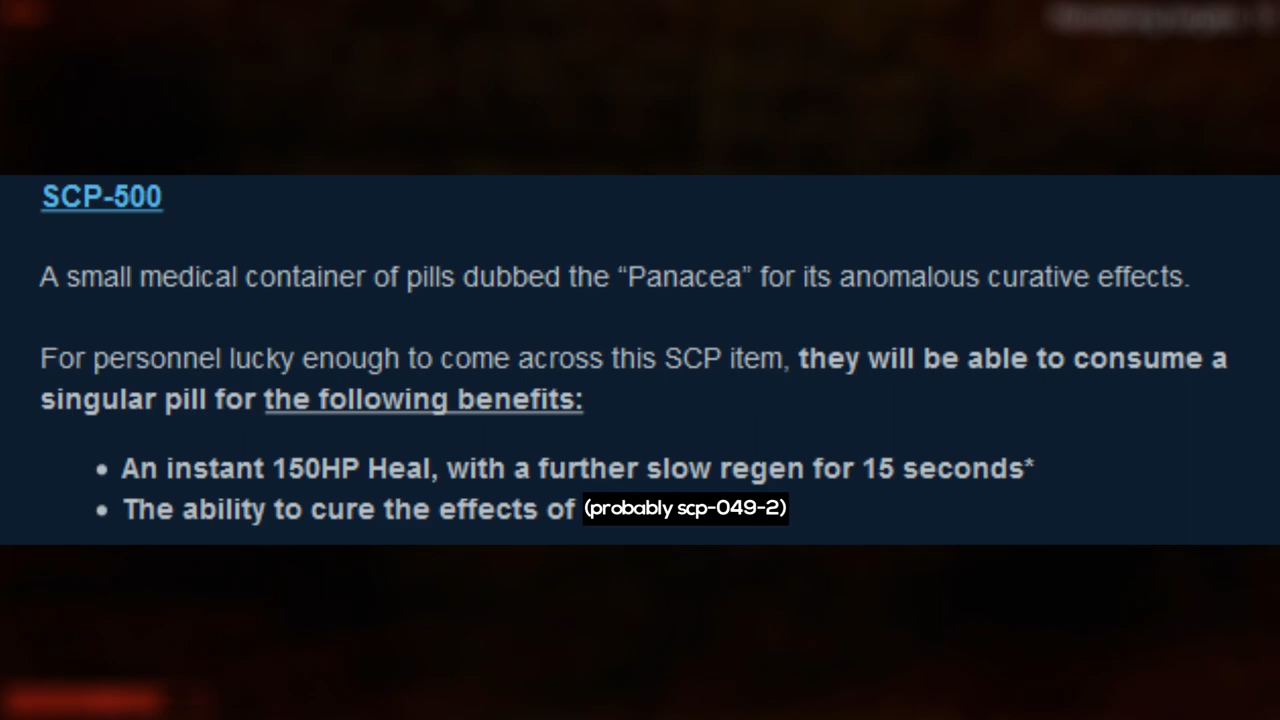 SCP-500
A small medical container of pills dubbed the “Panacea” for its anomalous curative effects.
For personnel lucky enough to come across this SCP item, they will be able to consume a
singular pill for the following benefits:
• An instant 150HP Heal, with a further slow regen for 15 seconds*
• The ability to cure the effects of (probably scp-049-2)